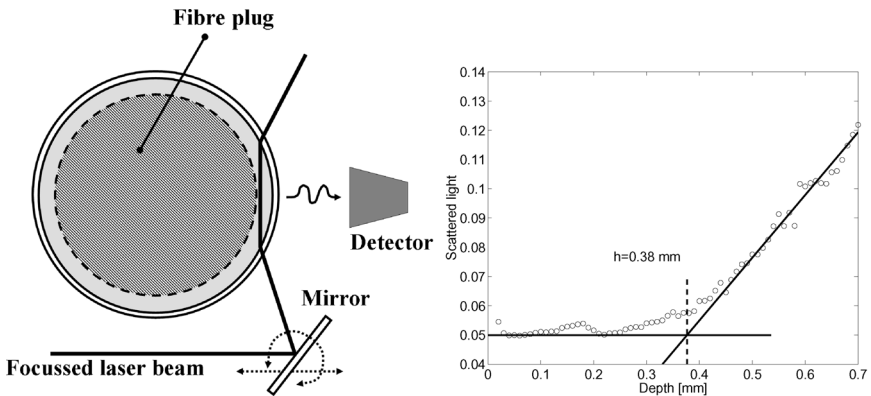 Fibre plug
Detector
Mirror
Focussed laser beam
0.14
0.13
0.12
0.11
0.1
0.09
0.08
0.07
0.06
0.05
0.04
Scattered light
h=0.38 mm
0 0.1 0.2 0.3 0.4 0.5 0.6 0.7
Depth [mm]